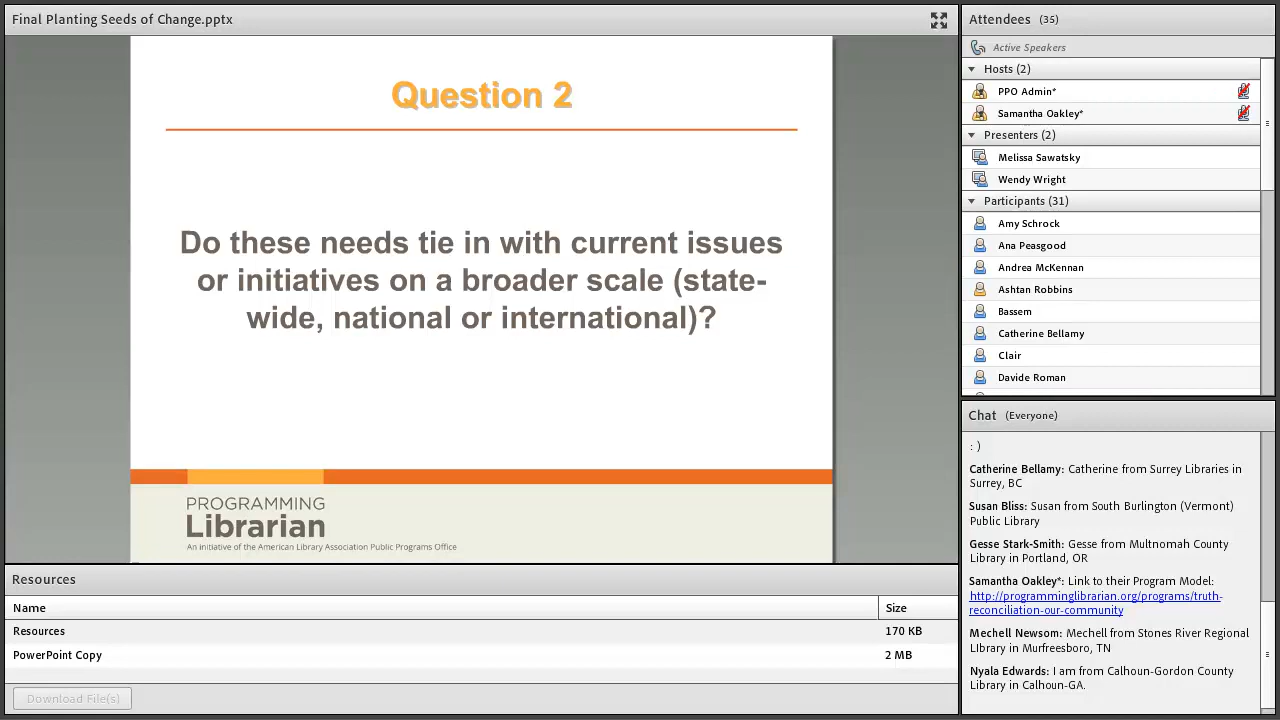 Final Planting Seeds of Change.pptx
Question 2
Do these needs tie in with current issues
or initiatives on a broader scale (state-
wide, national or international)?
PROGRAMMING
Librarian
An initiative of the American Library Association Public Programs Office
Resources
Name Size
Resources 170 KB
PowerPoint Copy 2 MB
Download File(s)
Attendees (35)
Active Speakers
Hosts (2)
PPO Admin*
Samantha Oakley*
Presenters (2)
Melissa Sawatsky
Wendy Wright
Participants (31)
Amy Schrock
Ana Peasgood
Andrea McKennan
Ashtan Robbins
Bassem
Catherine Bellamy
Clair
Davide Roman
Chat (Everyone)
: )
Catherine Bellamy: Catherine from Surrey Libraries in
Surrey, BC
Susan Bliss: Susan from South Burlington (Vermont)
Public Library
Gesse Stark-Smith: Gesse from Multnomah County
Library in Portland, OR
Samantha Oakley*: Link to their Program Model:
http://programminglibrarian.org/programs/truth-
reconciliation-our-community
Mechell Newsom: Mechell from Stones River Regional
LIbrary in Murfreesboro, TN
Nyala Edwards: I am from Calhoun-Gordon County
Library in Calhoun-GA.